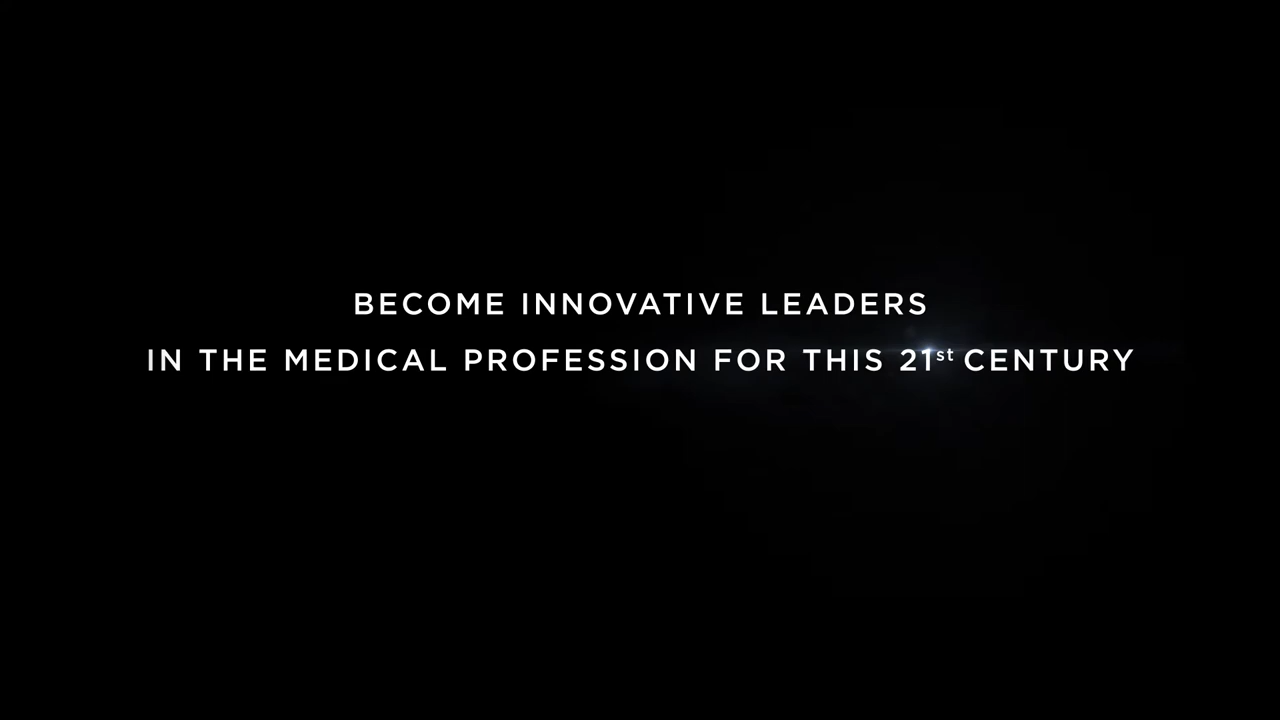 BECOME INNOVATIVE LEADERS
IN THE MEDICAL PROFESSION FOR THIS 21st CENTURY